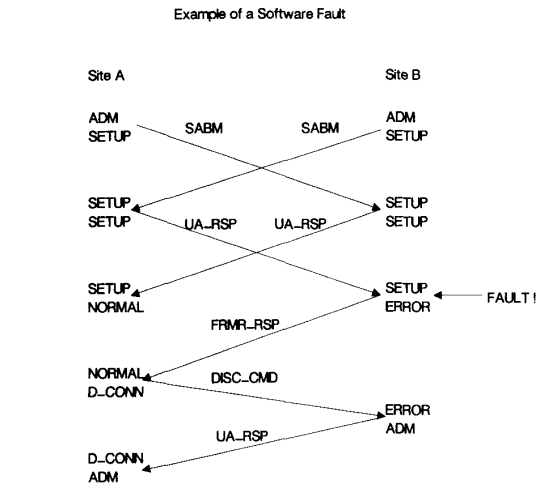 Example of a Software Fault
Site A
Site B
ADM
SETUP
SABM
SABM
ADM
SETUP
SETUP
SETUP
UA_RSP
UA_RSP
SETUP
SETUP
SETUP
NORMAL
SETUP
ERROR
FAULT !
FRMR_RSP
NORMAL
D_CONN
DISC_CMD
ERROR
ADM
UA_RSP
D_CONN
ADM